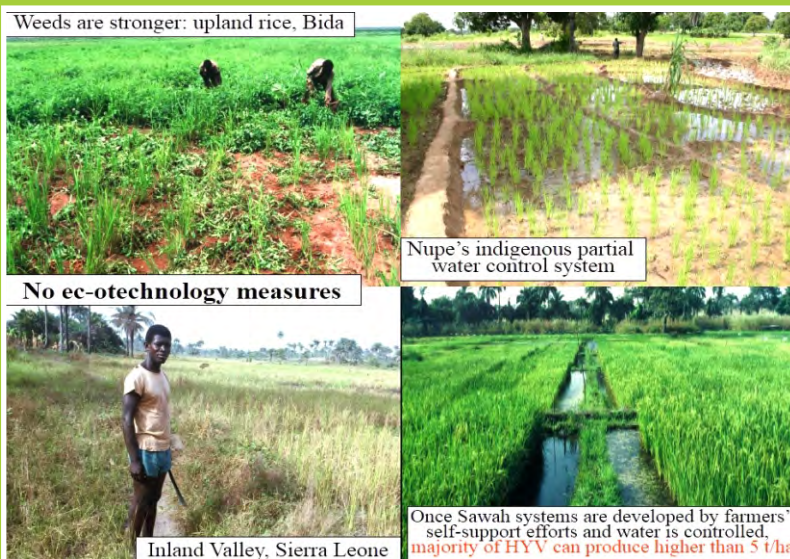 Weeds are stronger: upland rice, Bida
Nupe's indigenous partial
water control system
No ec-otechnology measures
Inland Valley, Sierra Leone
Once Sawah systems are developed by farmers'
self-support efforts and water is controlled,
majority of HYV can produce higher than 5 t/ha